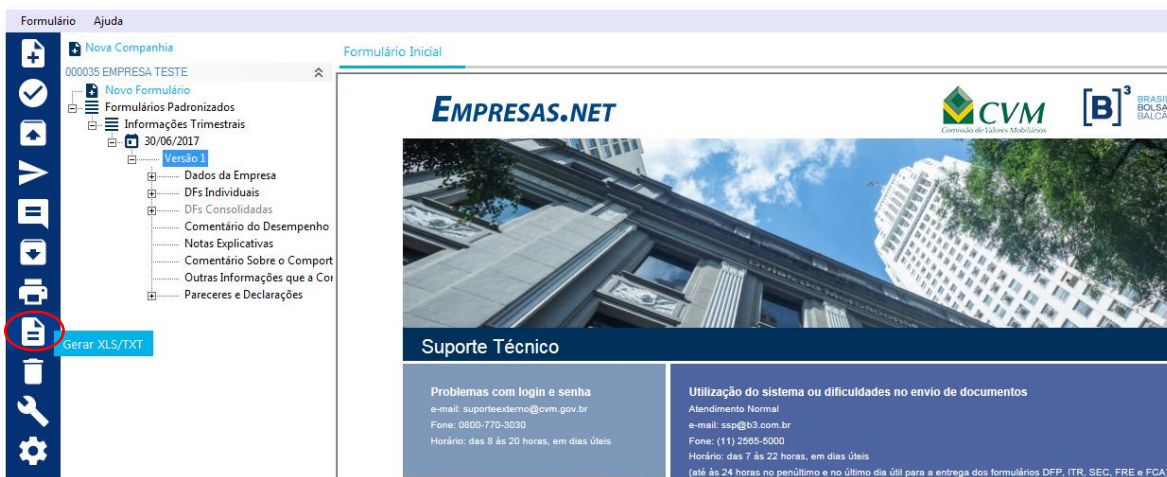 Formulário Ajuda
Nova Companhia
Formulário Inicial
000035 EMPRESA TESTE
Novo Formulário
Formulários Padronizados
Informações Trimestrais
30/06/2017
Versão 1
Dados da Empresa
DFs Individuais
DFs Consolidadas
Comentário do Desempenho
Notas Explicativas
Comentário Sobre o Comport
Outras Informações que a Cor
Pareceres e Declarações
Gerar XLS/TXT
EMPRESAS.NET
CVM
Comissão de Valores Mobiliários
[B]³
BRASIL
BOLSA
BALCÃO
Suporte Técnico
Problemas com login e senha
e-mail: suporteexterno@cvm.gov.br
Fone: 0800-770-3030
Horário: das 8 às 20 horas, em dias úteis
Utilização do sistema ou dificuldades no envio de documentos
Atendimento Normal
e-mail: ssp@b3.com.br
Fone: (11) 2565-5000
Horário: das 7 às 22 horas, em dias úteis
(até às 24 horas no penúltimo e no último dia útil para a entrega dos formulários DFP, ITR, SEC, FRE e FCA